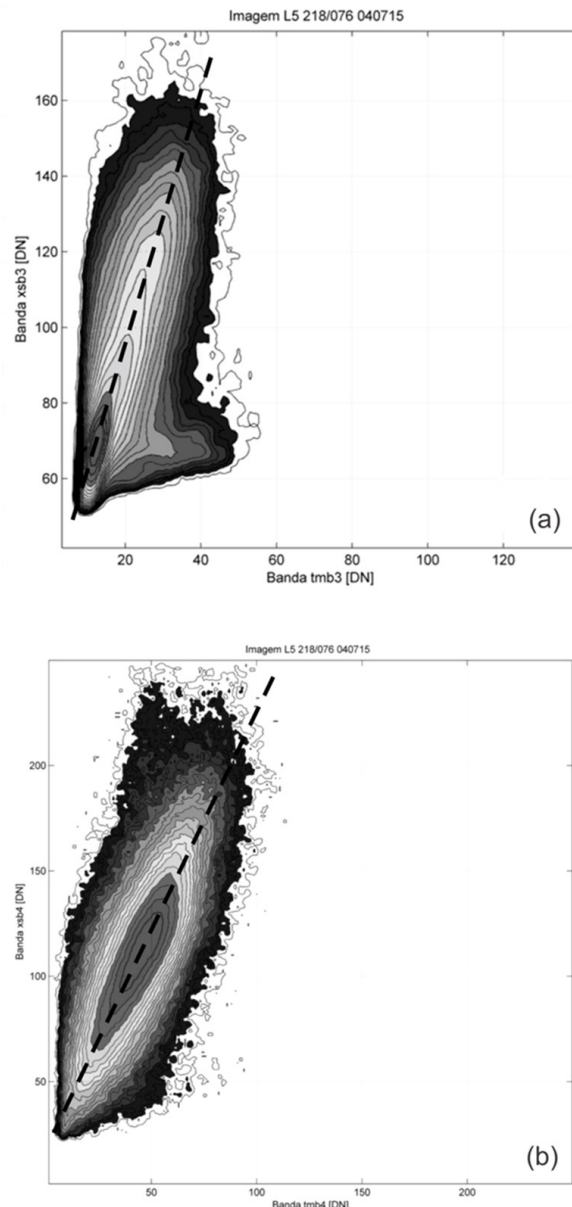 Imagem L5 218/076 040715
160
140
120
100
80
60
Banda xsb3 [DN]
20 40 60 80 100 120
Banda tmb3 [DN]
(a)
Imagem L5 218/076 040715
200
150
100
50
Banda xsb4 [DN]
50 100 150 200
Banda tmb4 [DN]
(b)